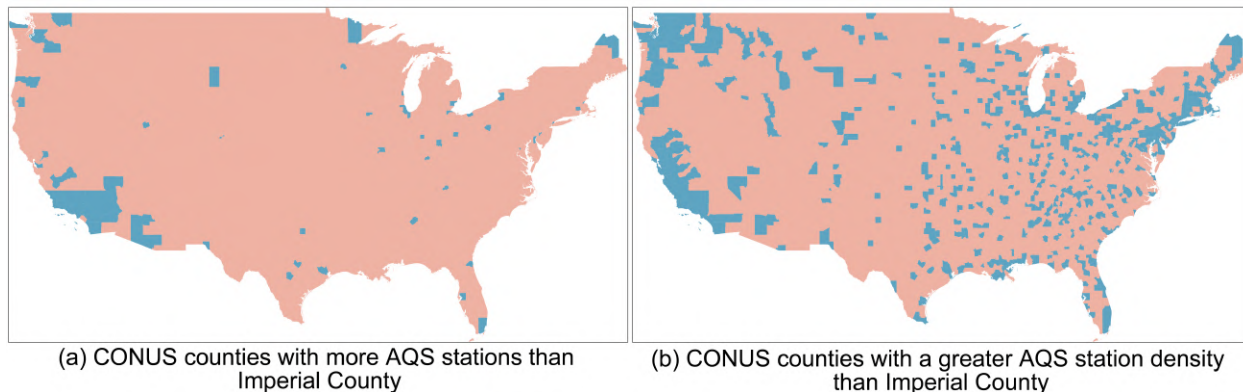 (a) CONUS counties with more AQS stations than
Imperial County
(b) CONUS counties with a greater AQS station density
than Imperial County